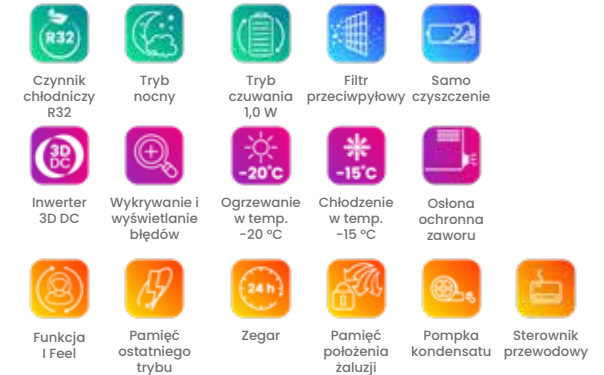 R32
Czynnik
chłodniczy
R32
Tryb
nocny
Tryb
czuwania
1,0 W
Filtr
przeciwpyłowy
Samo
czyszczenie
3D
DC
Inwerter
3D DC
Wykrywanie i
wyświetlanie
błędów
-20°C
Ogrzewanie
w temp.
-20 °C
-15°C
Chłodzenie
w temp.
-15 °C
Osłona
ochronna
zaworu
Funkcja
I Feel
Pamięć
ostatniego
trybu
24 h
Zegar
Pamięć
położenia
żaluzji
Pompka
kondensatu
Sterownik
przewodowy